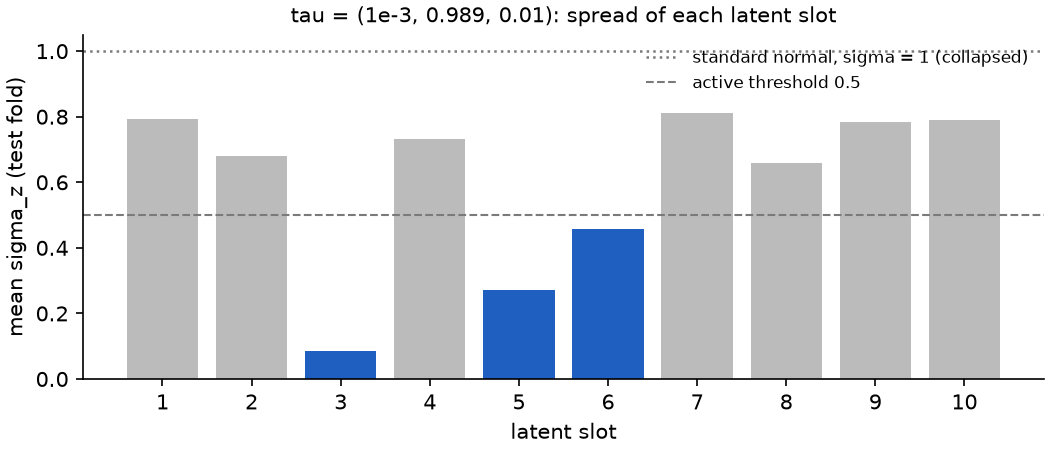 tau = (1e-3, 0.989, 0.01): spread of each latent slot
standard normal, sigma = 1 (collapsed)
active threshold 0.5
mean sigma_z (test fold)
1.0
0.8
0.6
0.4
0.2
0.0
1 2 3 4 5 6 7 8 9 10
latent slot